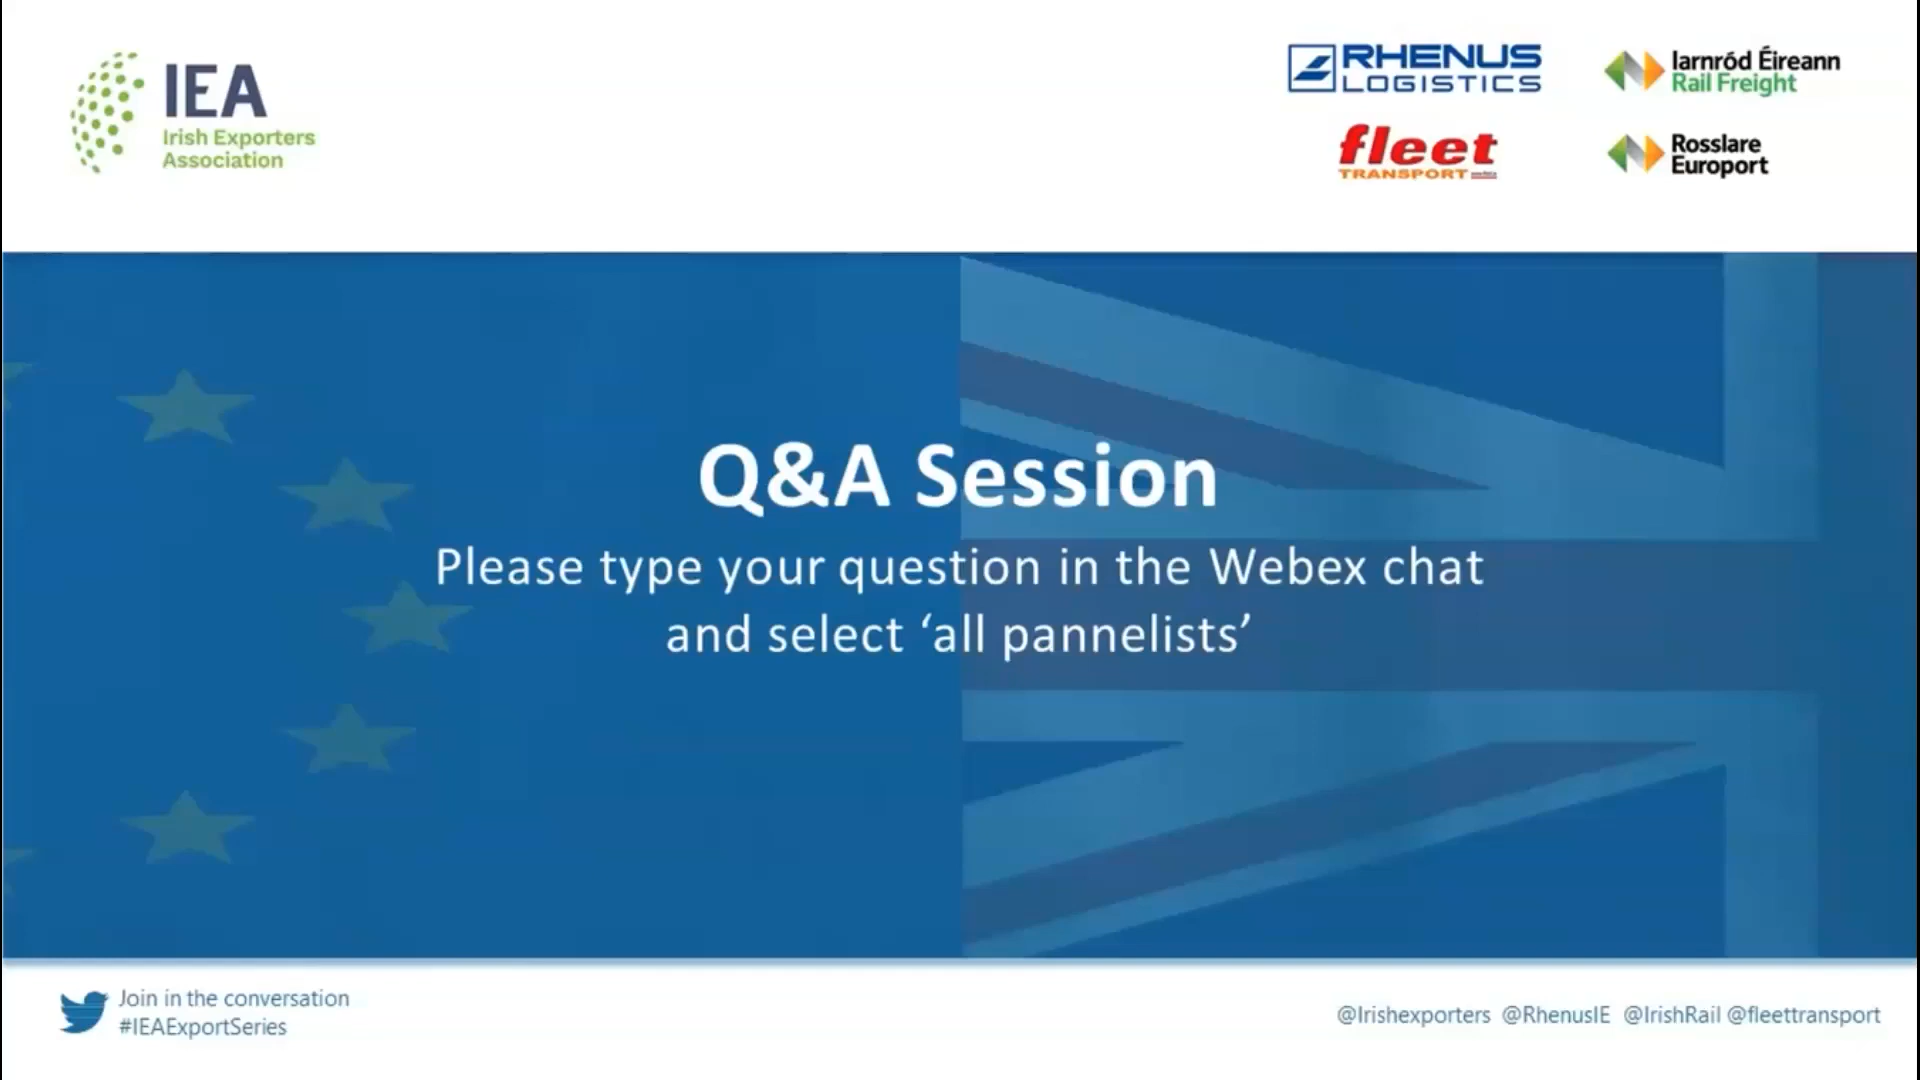 IEA
Irish Exporters
Association
RHENUS
LOGISTICS
Iarnród Éireann
Rail Freight
fleet
TRANSPORT
Rosslare
Europort
Q&A Session
Please type your question in the Webex chat
and select ‘all pannelists’
Join in the conversation
#IEAExportSeries
@Irishexporters @RhenusIE @IrishRail @fleettransport